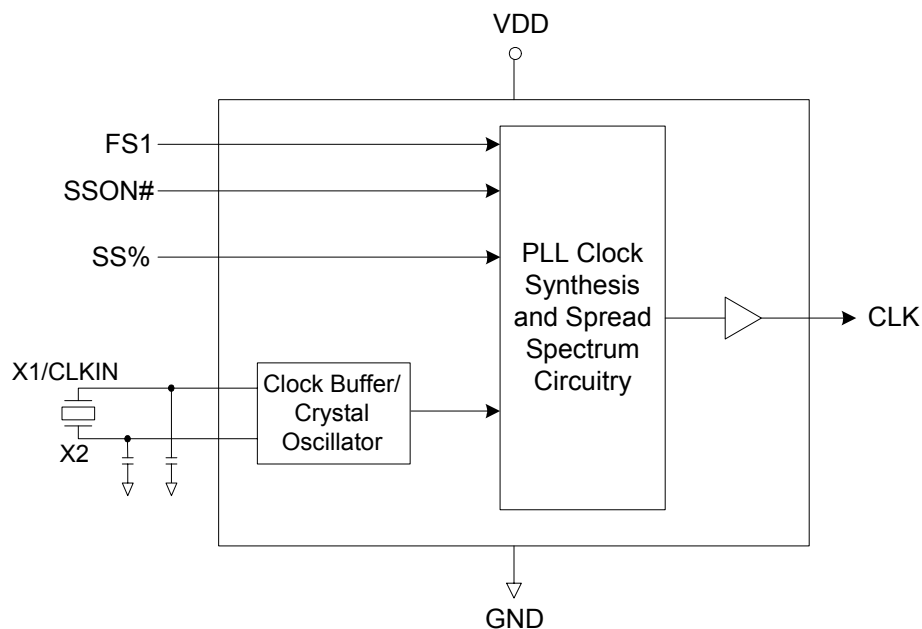 VDD
FS1
SSON#
SS%
PLL Clock
Synthesis
and Spread
Spectrum
Circuitry
CLK
X1/CLKIN
Clock Buffer/
Crystal
Oscillator
X2
GND